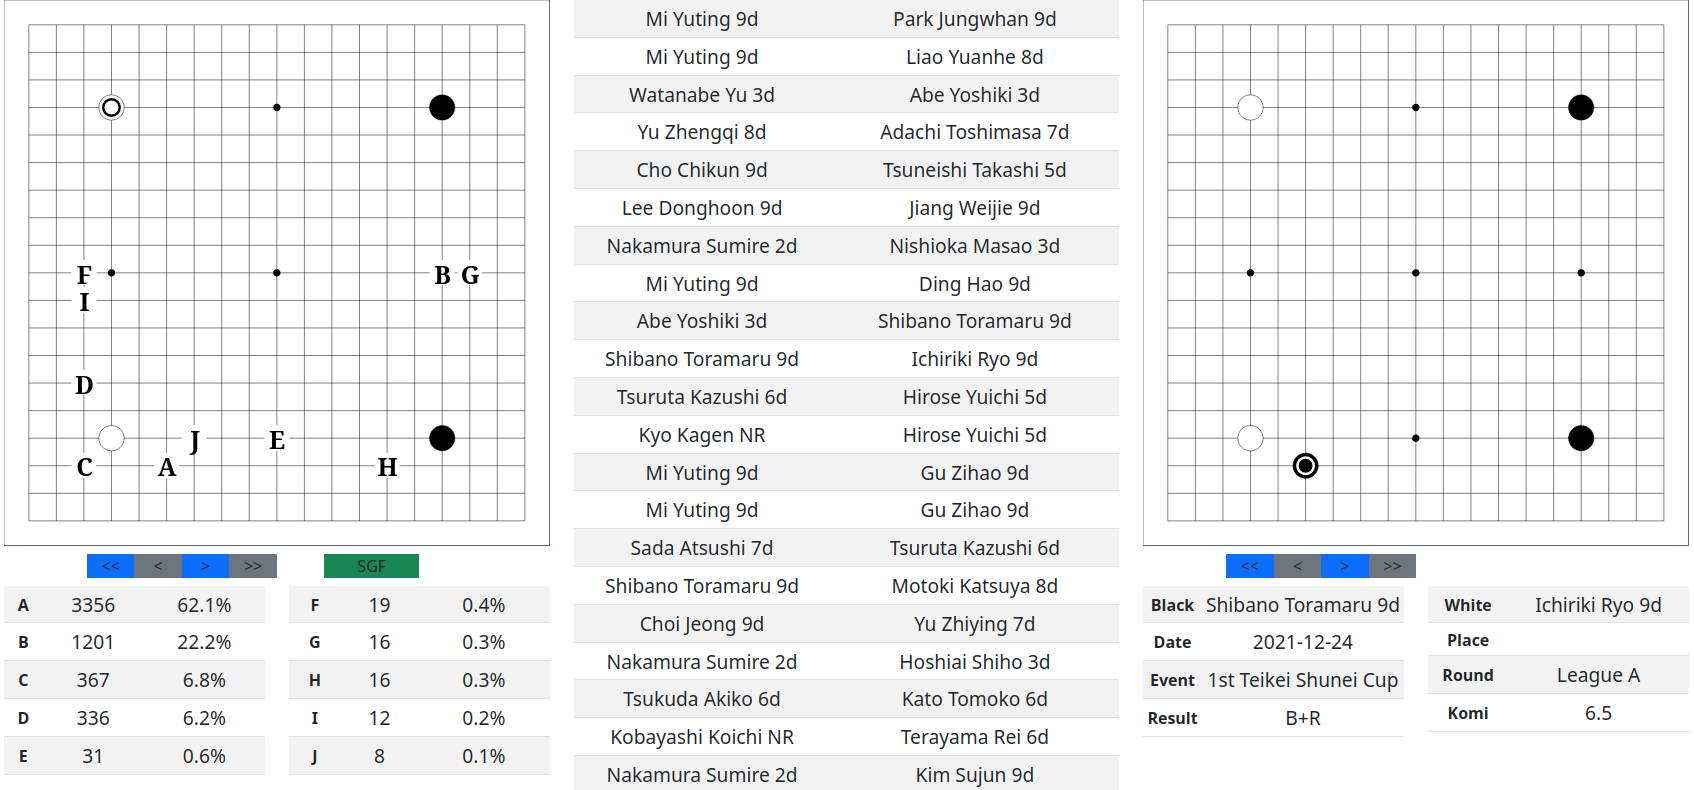 F
I
B G
D
J E
C A H
<< < > >>
SGF
A 3356 62.1%
B 1201 22.2%
C 367 6.8%
D 336 6.2%
E 31 0.6%
F 19 0.4%
G 16 0.3%
H 16 0.3%
I 12 0.2%
J 8 0.1%
Mi Yuting 9d Park Jungwhan 9d
Mi Yuting 9d Liao Yuanhe 8d
Watanabe Yu 3d Abe Yoshiki 3d
Yu Zhengqi 8d Adachi Toshimasa 7d
Cho Chikun 9d Tsuneishi Takashi 5d
Lee Donghoon 9d Jiang Weijie 9d
Nakamura Sumire 2d Nishioka Masao 3d
Mi Yuting 9d Ding Hao 9d
Abe Yoshiki 3d Shibano Toramaru 9d
Shibano Toramaru 9d Ichiriki Ryo 9d
Tsuruta Kazushi 6d Hirose Yuichi 5d
Kyo Kagen NR Hirose Yuichi 5d
Mi Yuting 9d Gu Zihao 9d
Mi Yuting 9d Gu Zihao 9d
Sada Atsushi 7d Tsuruta Kazushi 6d
Shibano Toramaru 9d Motoki Katsuya 8d
Choi Jeong 9d Yu Zhiying 7d
Nakamura Sumire 2d Hoshiai Shiho 3d
Tsukuda Akiko 6d Kato Tomoko 6d
Kobayashi Koichi NR Terayama Rei 6d
Nakamura Sumire 2d Kim Sujun 9d
<< < > >>
Black Shibano Toramaru 9d
Date 2021-12-24
Event 1st Teikei Shunei Cup
Result B+R
White Ichiriki Ryo 9d
Place
Round League A
Komi 6.5